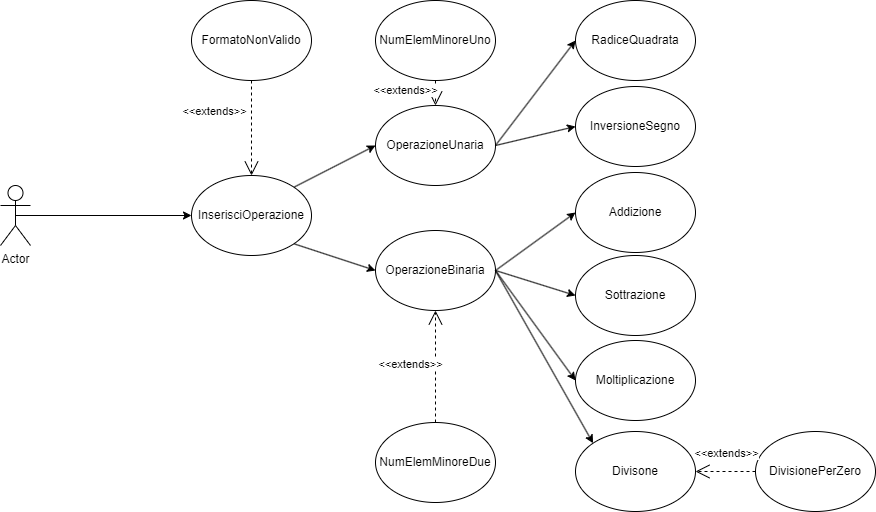 FormatoNonValido
NumElemMinoreUno
RadiceQuadrata
<<extends>>
<<extends>>
InversioneSegno
OperazioneUnaria
InserisciOperazione
Addizione
Actor
OperazioneBinaria
Sottrazione
<<extends>>
Moltiplicazione
NumElemMinoreDue
Divisone
<<extends>>
DivisionePerZero